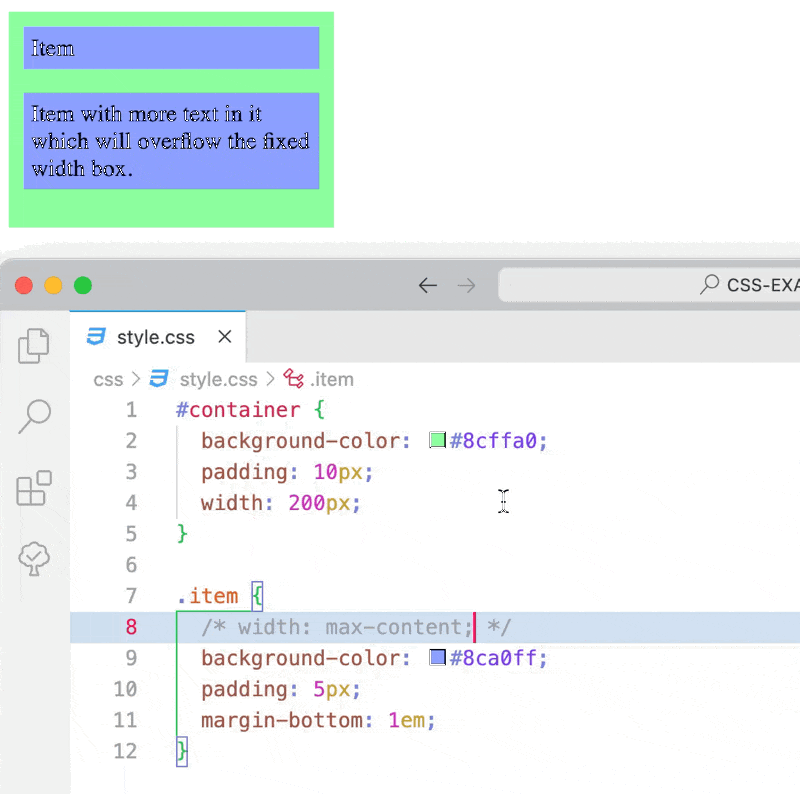 Item
Item with more text in it
which will overflow the fixed
width box.
CSS-EXA
style.css
css > style.css > .item
1 #container {
2 background-color: #8cffa0;
3 padding: 10px;
4 width: 200px;
5 }
6
7 .item {
8 /* width: max-content; */
9 background-color: #8ca0ff;
10 padding: 5px;
11 margin-bottom: 1em;
12 }